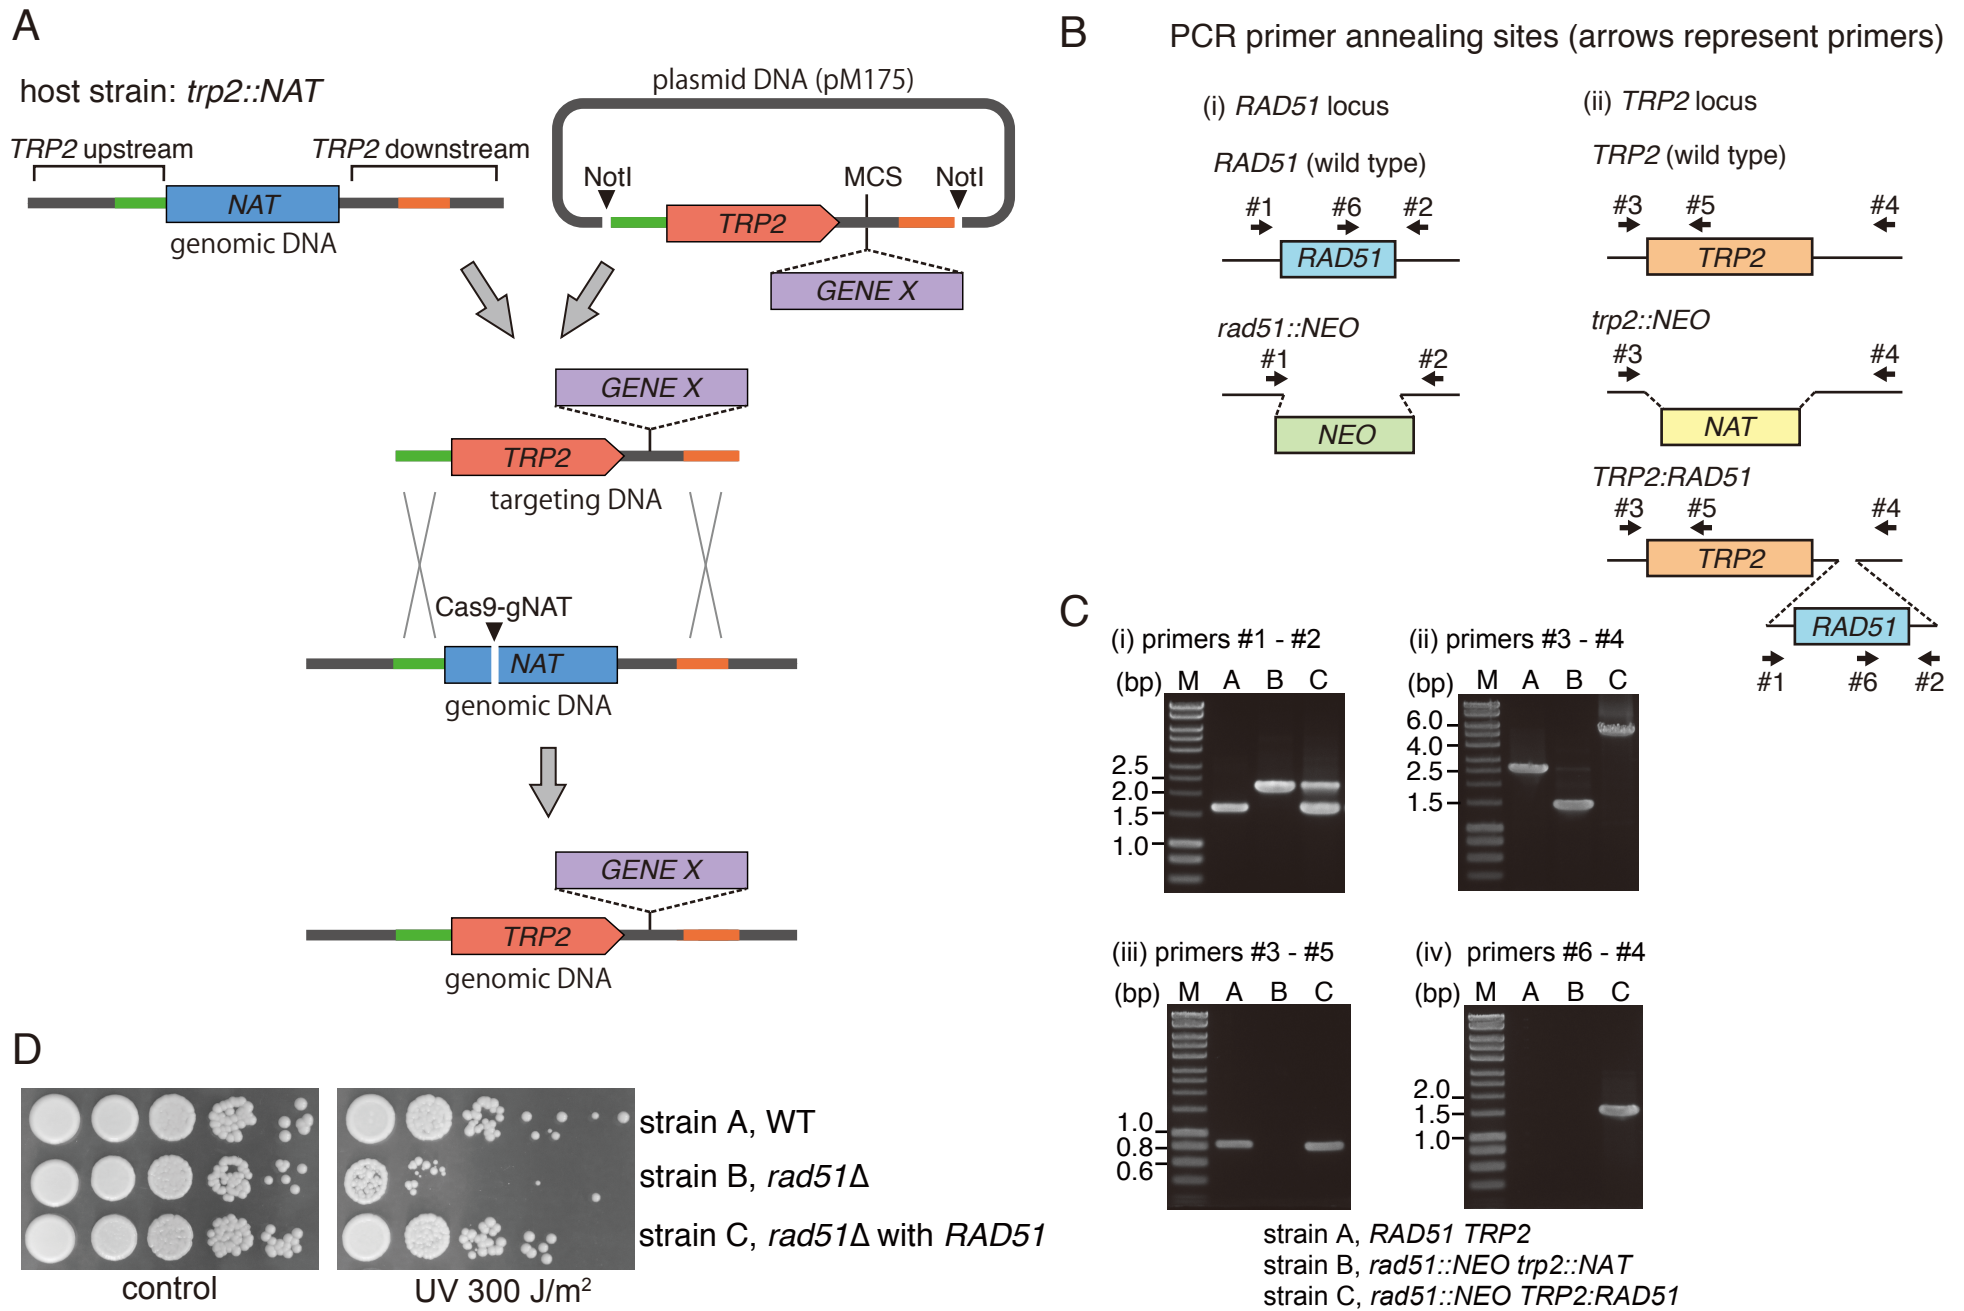 A
host strain: trp2::NAT
TRP2 upstream
TRP2 downstream
NAT
genomic DNA
plasmid DNA (pM175)
NotI
MCS
NotI
TRP2
GENE X
GENE X
TRP2
targeting DNA
Cas9-gNAT
NAT
genomic DNA
GENE X
TRP2
genomic DNA
B
PCR primer annealing sites (arrows represent primers)
(i) RAD51 locus
RAD51 (wild type)
#1 #6 #2
RAD51
rad51::NEO
#1 #2
NEO
(ii) TRP2 locus
TRP2 (wild type)
#3 #5 #4
TRP2
trp2::NEO
#3 #4
NAT
TRP2:RAD51
#3 #5 #4
TRP2
RAD51
#1 #6 #2
C
(i) primers #1 - #2
(bp) M A B C
2.5
2.0
1.5
1.0
(ii) primers #3 - #4
(bp) M A B C
6.0
4.0
2.5
1.5
(iii) primers #3 - #5
(bp) M A B C
1.0
0.8
0.6
(iv) primers #6 - #4
(bp) M A B C
2.0
1.5
1.0
strain A, RAD51 TRP2
strain B, rad51::NEO trp2::NAT
strain C, rad51::NEO TRP2:RAD51
D
strain A, WT
strain B, rad51Δ
strain C, rad51Δ with RAD51
control
UV 300 J/m²